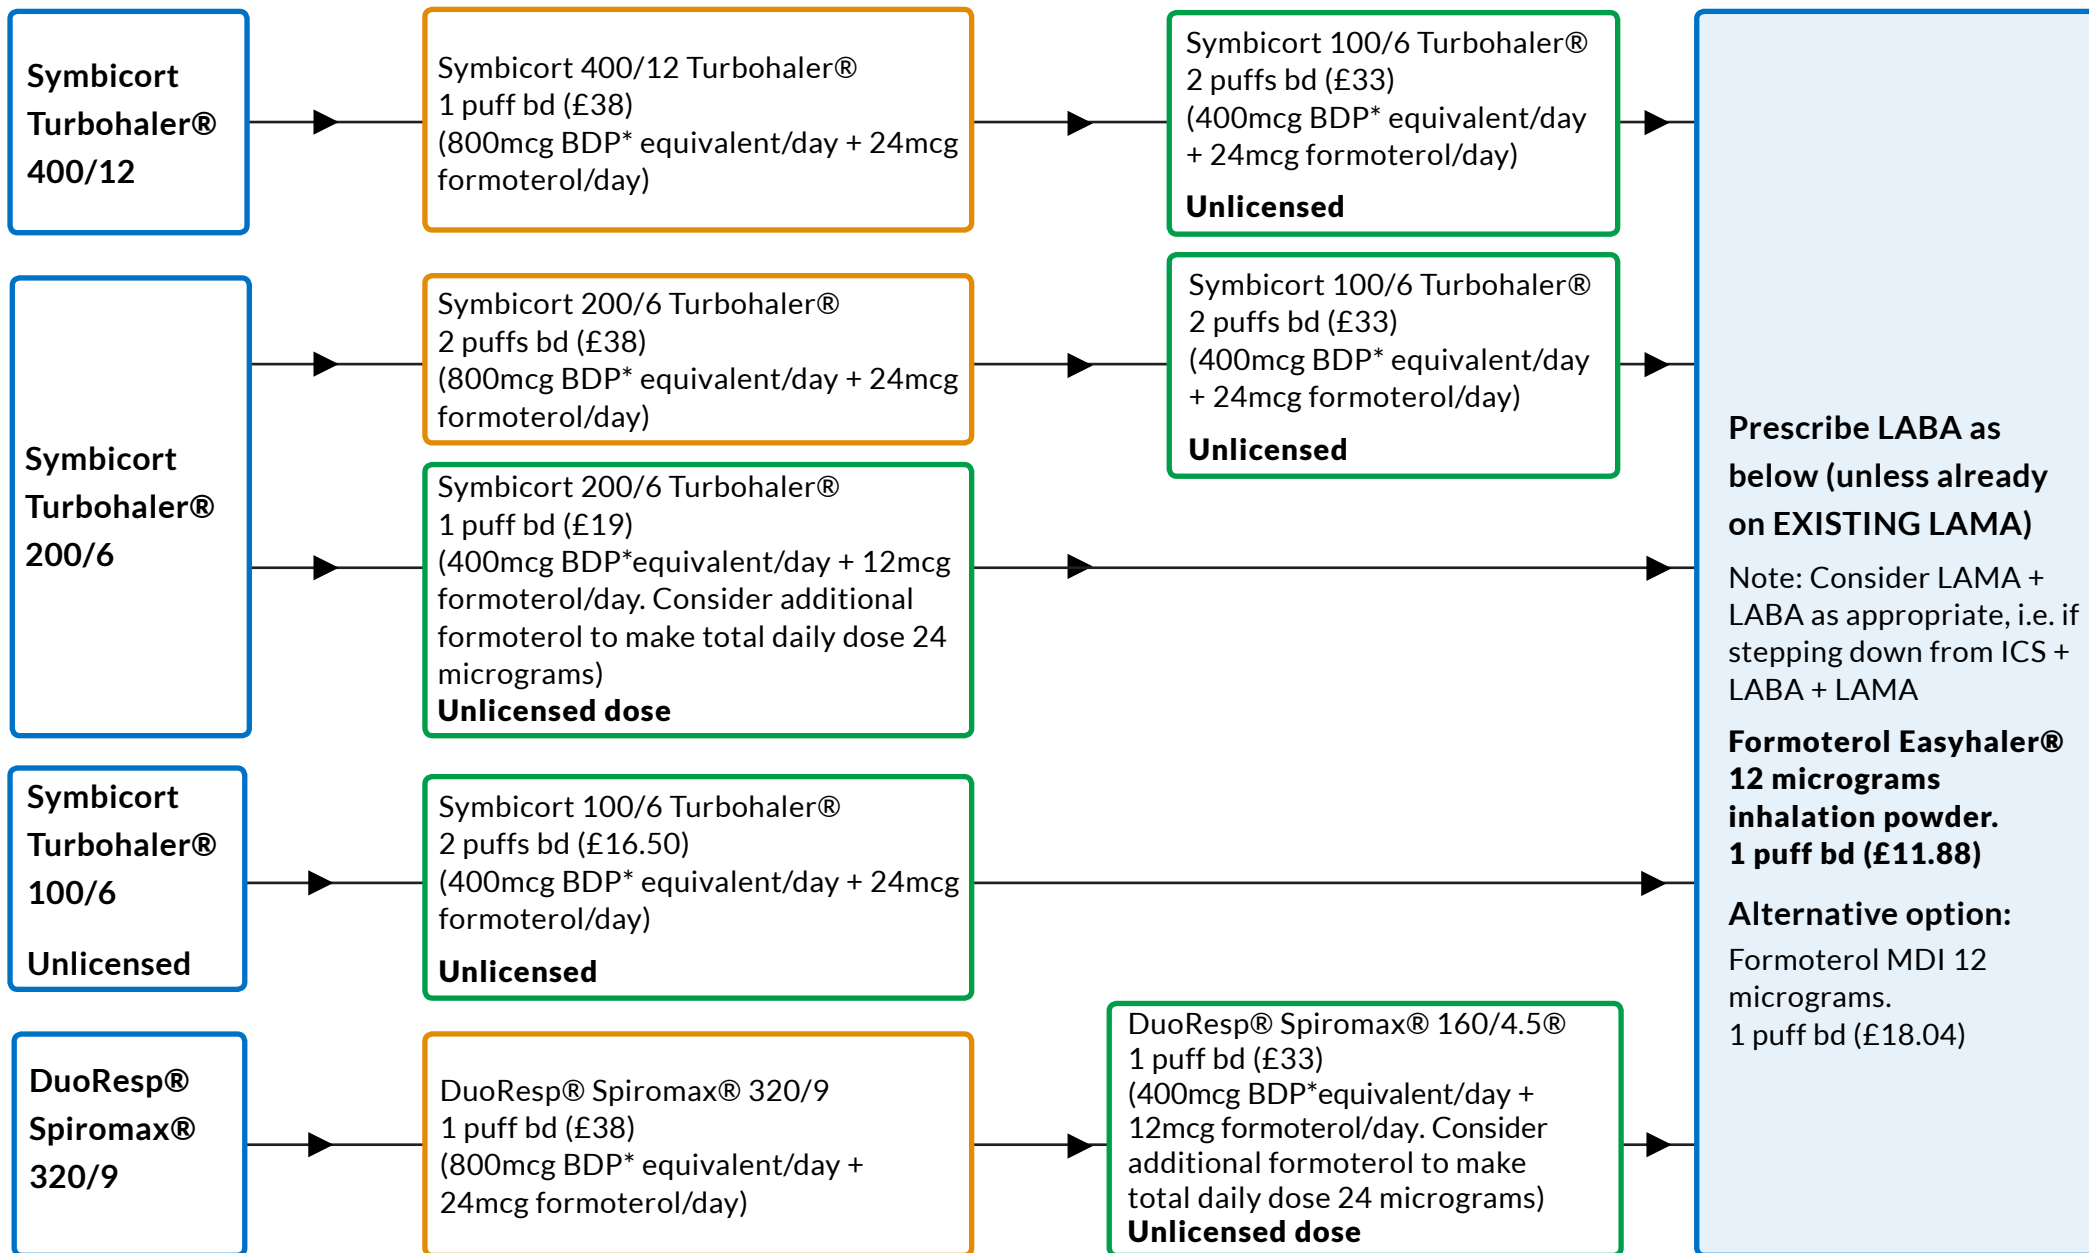 Symbicort
Turbohaler®
400/12
Symbicort 400/12 Turbohaler®
1 puff bd (£38)
(800mcg BDP* equivalent/day + 24mcg
formoterol/day)
Symbicort 100/6 Turbohaler®
2 puffs bd (£33)
(400mcg BDP* equivalent/day
+ 24mcg formoterol/day)
Unlicensed
Symbicort
Turbohaler®
200/6
Symbicort 200/6 Turbohaler®
2 puffs bd (£38)
(800mcg BDP* equivalent/day + 24mcg
formoterol/day)
Symbicort 100/6 Turbohaler®
2 puffs bd (£33)
(400mcg BDP* equivalent/day
+ 24mcg formoterol/day)
Unlicensed
Symbicort 200/6 Turbohaler®
1 puff bd (£19)
(400mcg BDP*equivalent/day + 12mcg
formoterol/day. Consider additional
formoterol to make total daily dose 24
micrograms)
Unlicensed dose
Symbicort
Turbohaler®
100/6
Unlicensed
Symbicort 100/6 Turbohaler®
2 puffs bd (£16.50)
(400mcg BDP* equivalent/day + 24mcg
formoterol/day)
Unlicensed
DuoResp®
Spiromax®
320/9
DuoResp® Spiromax® 320/9
1 puff bd (£38)
(800mcg BDP* equivalent/day +
24mcg formoterol/day)
DuoResp® Spiromax® 160/4.5®
1 puff bd (£33)
(400mcg BDP*equivalent/day +
12mcg formoterol/day. Consider
additional formoterol to make
total daily dose 24 micrograms)
Unlicensed dose
Prescribe LABA as
below (unless already
on EXISTING LAMA)
Note: Consider LAMA +
LABA as appropriate, i.e. if
stepping down from ICS +
LABA + LAMA
Formoterol Easyhaler®
12 micrograms
inhalation powder.
1 puff bd (£11.88)
Alternative option:
Formoterol MDI 12
micrograms.
1 puff bd (£18.04)